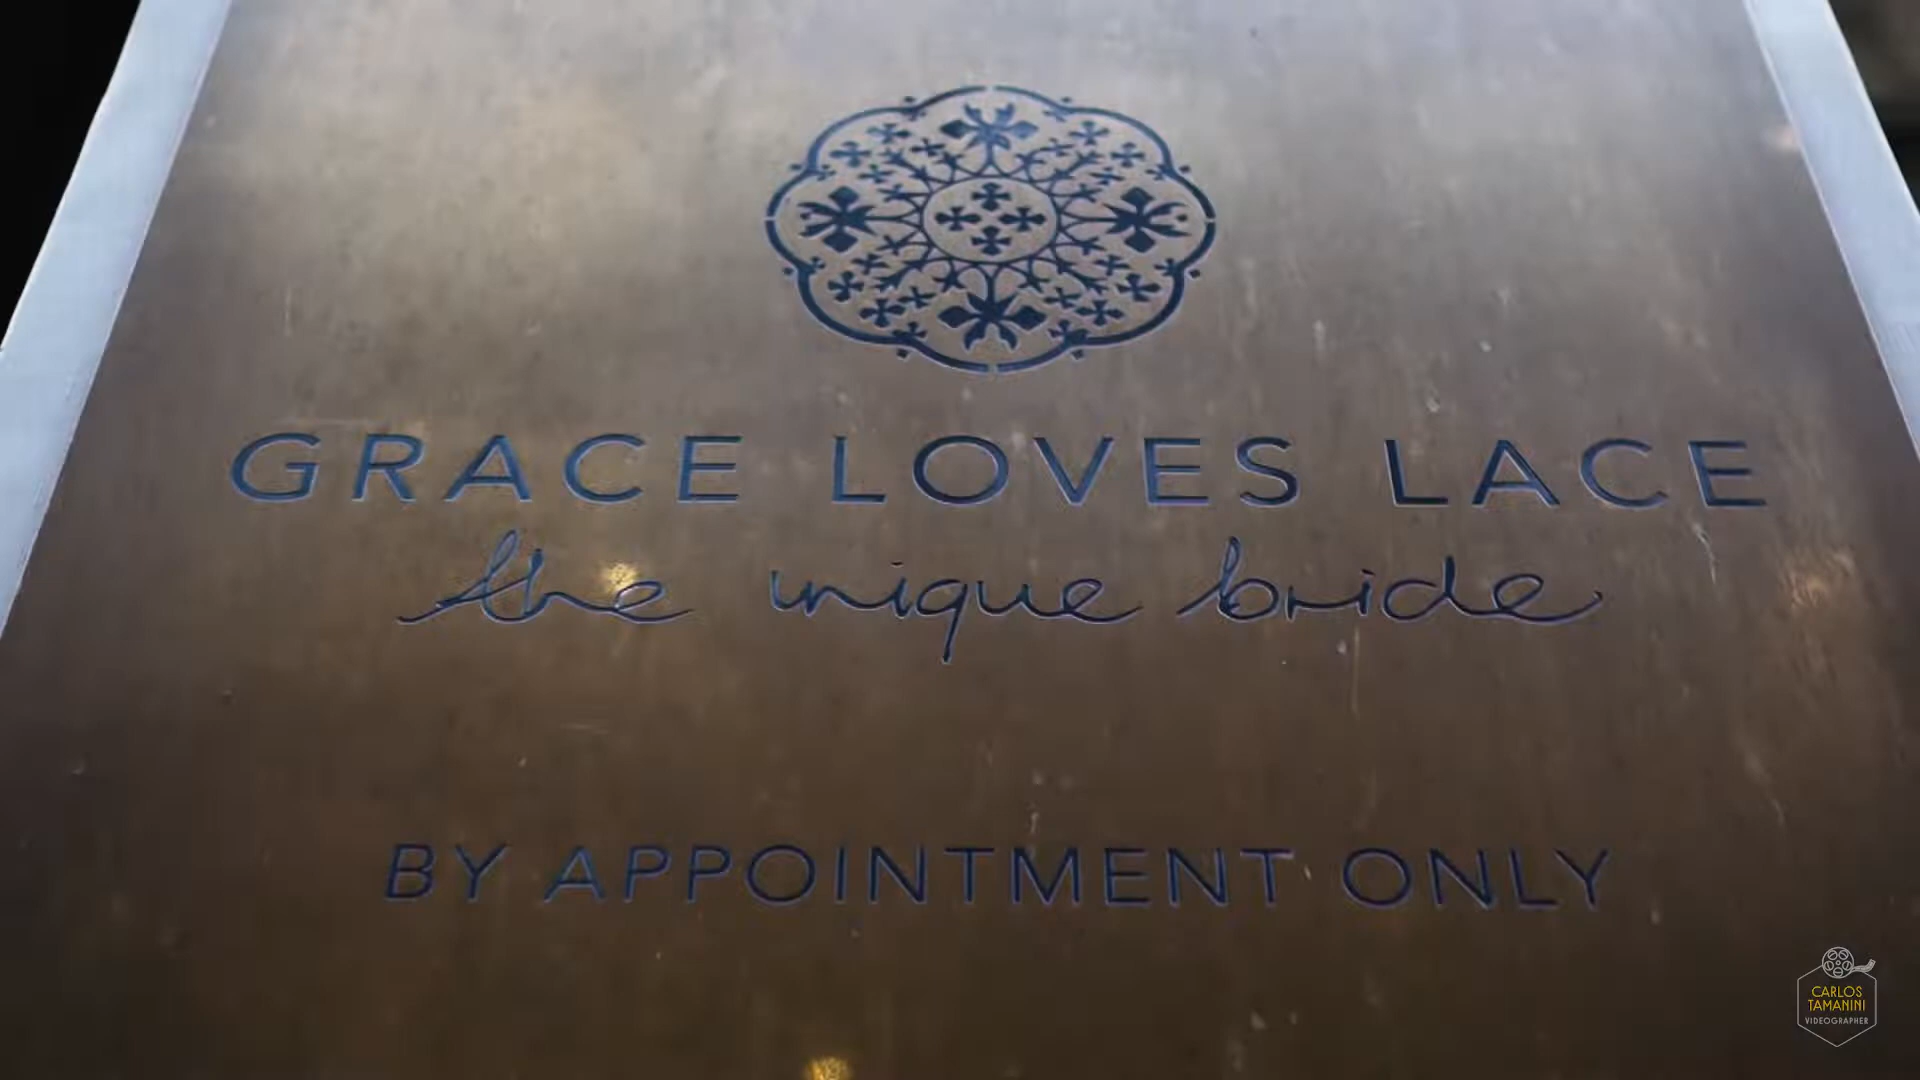 GRACE LOVES LACE
the unique bride
BY APPOINTMENT ONLY
CARLOS
TAMANINI
VIDEOGRAPHER